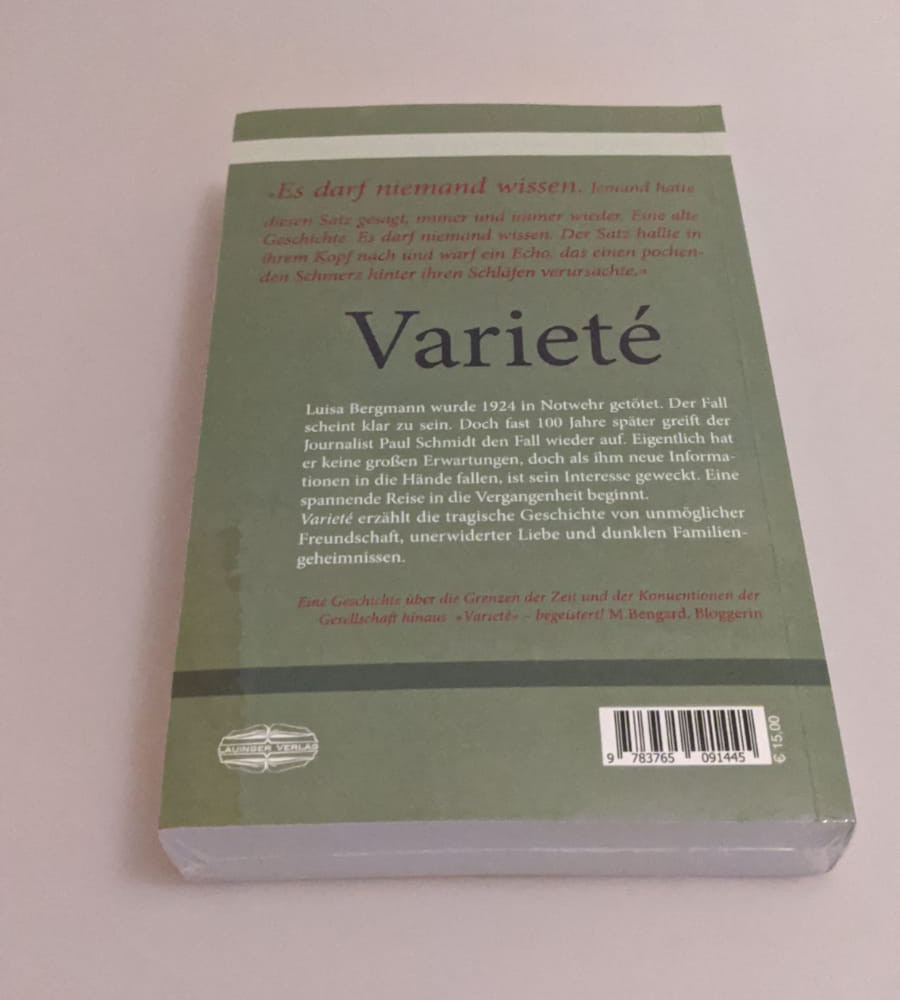 »Es darf niemand wissen. Jemand hatte
diesen Satz gesagt, immer und immer wieder. Eine alte
Geschichte. Es darf niemand wissen. Der Satz hallte in
ihrem Kopf nach und warf ein Echo, das einen pochen-
den Schmerz hinter ihren Schläfen verursachte.«
Varieté
Luisa Bergmann wurde 1924 in Notwehr getötet. Der Fall
scheint klar zu sein. Doch fast 100 Jahre später greift der
Journalist Paul Schmidt den Fall wieder auf. Eigentlich hat
er keine großen Erwartungen, doch als ihm neue Informa-
tionen in die Hände fallen, ist sein Interesse geweckt. Eine
spannende Reise in die Vergangenheit beginnt.
Varieté erzählt die tragische Geschichte von unmöglicher
Freundschaft, unerwiderter Liebe und dunklen Familien-
geheimnissen.
Eine Geschichte über die Grenzen der Zeit und der Konventionen der
Gesellschaft hinaus. »Varieté« – begeistert! M.Bengard, Bloggerin
LAUINGER VERLAG
9 783765 091445
€ 15,00